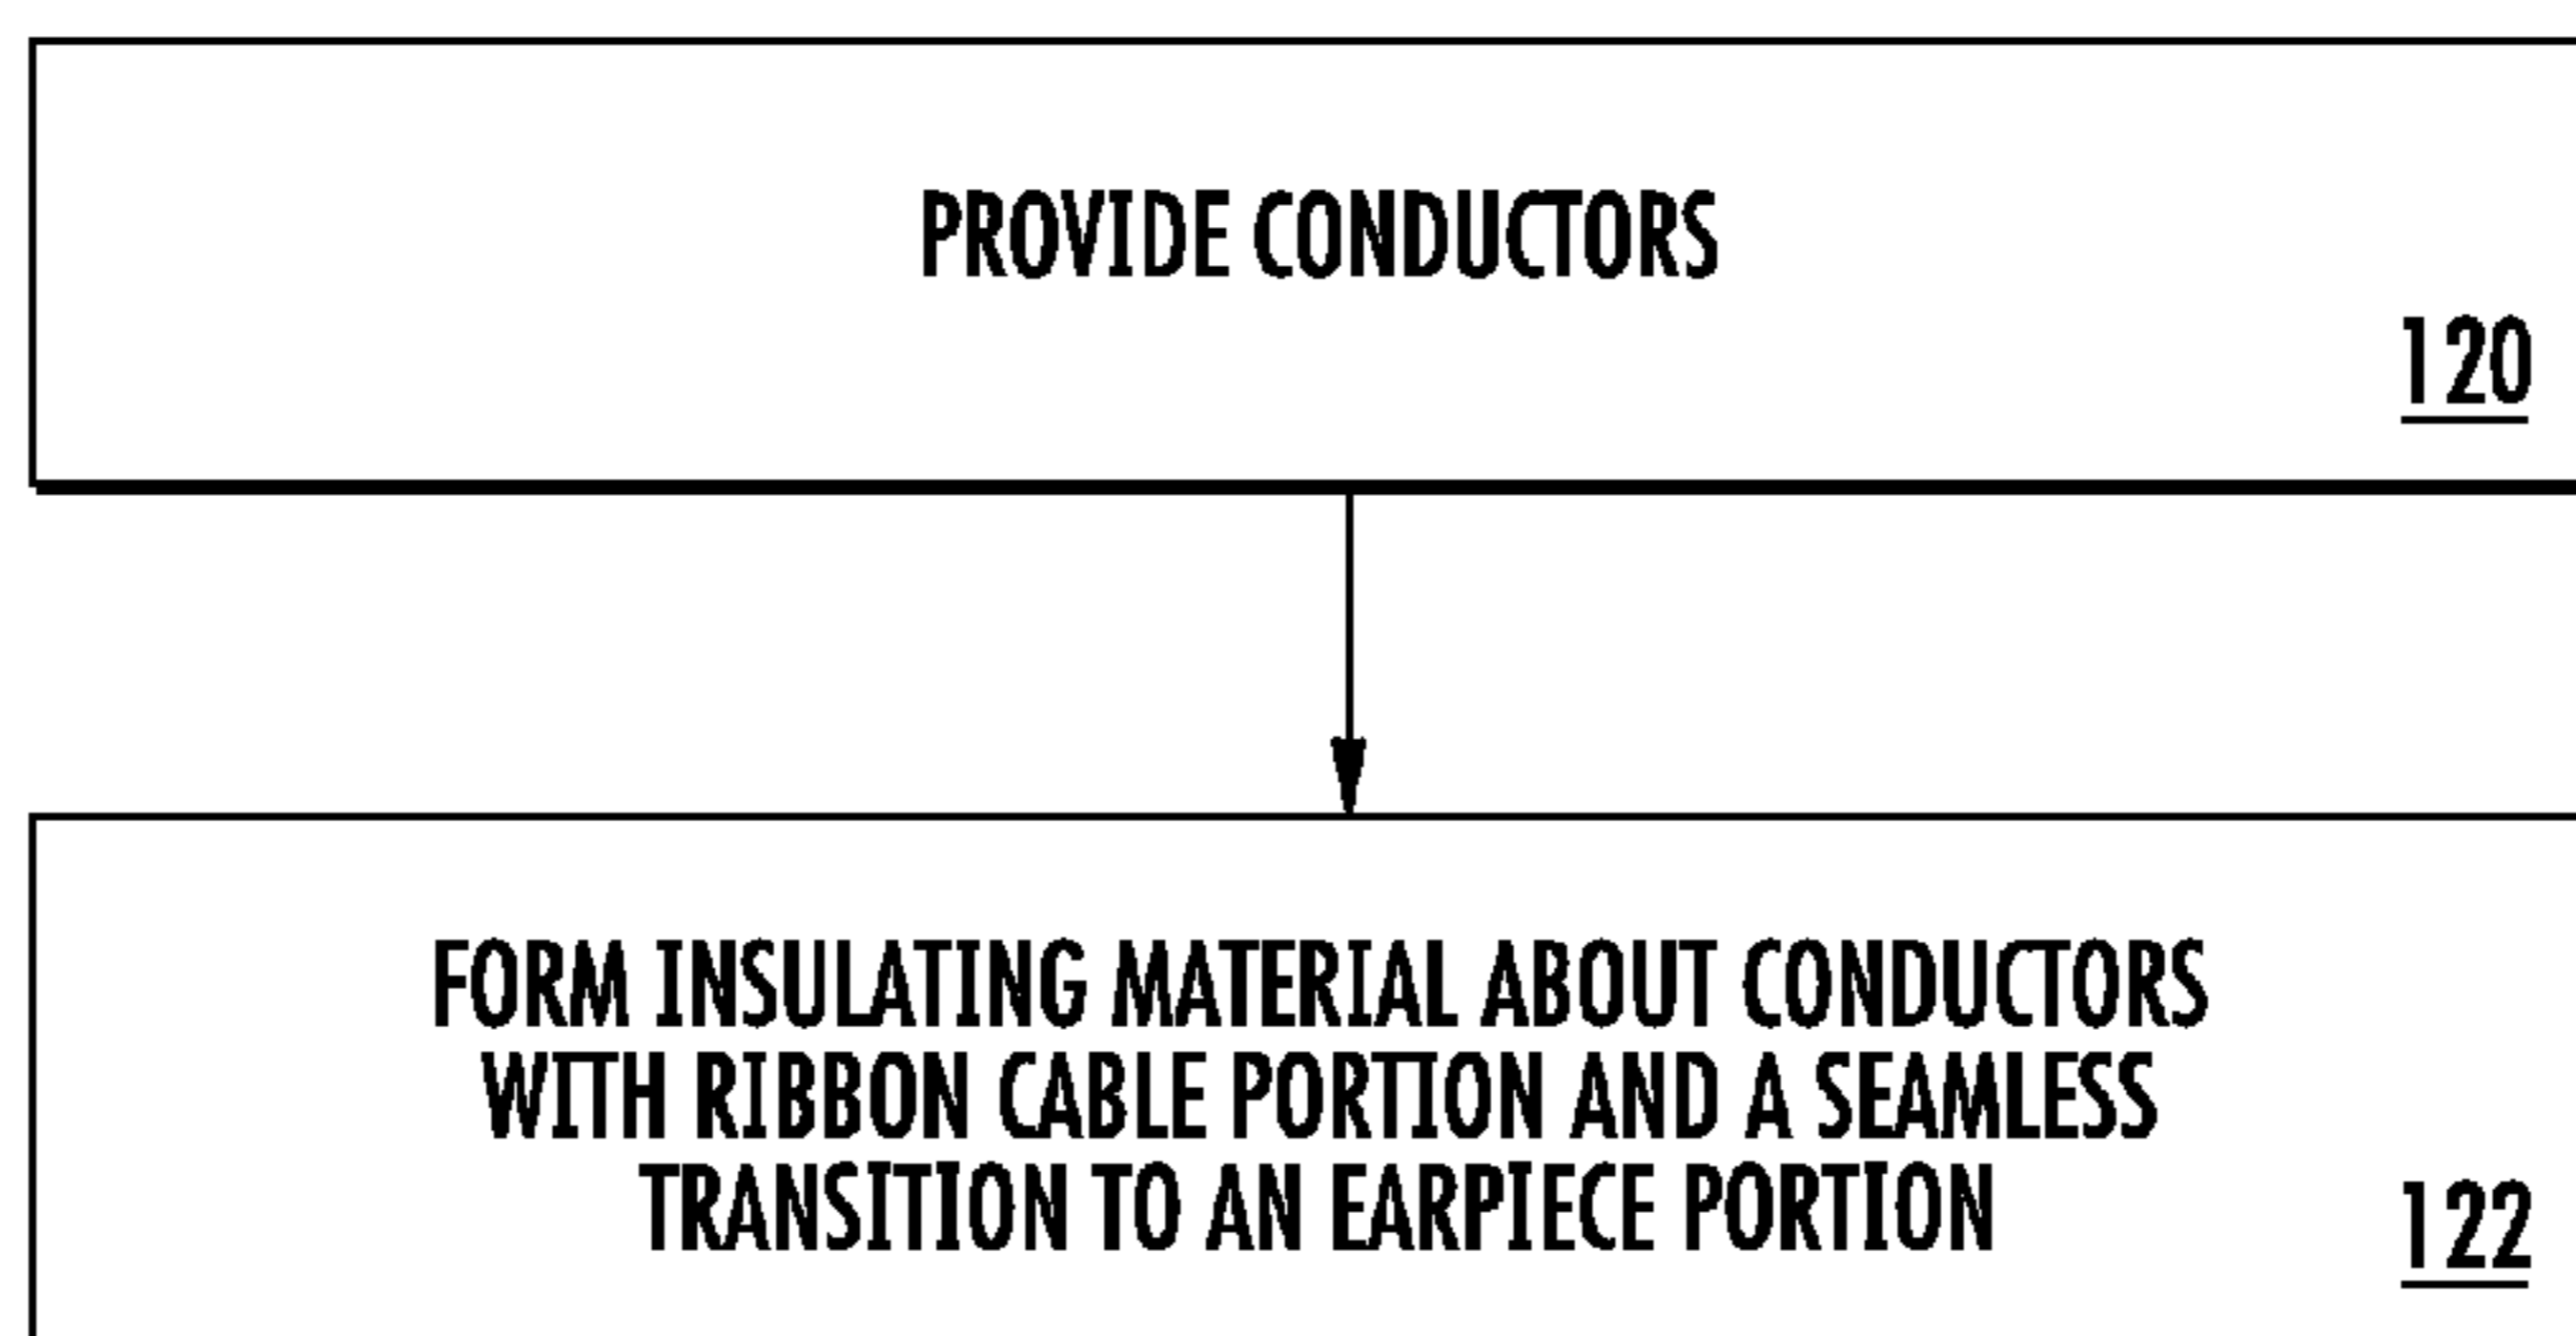 PROVIDE CONDUCTORS
120
FORM INSULATING MATERIAL ABOUT CONDUCTORS
WITH RIBBON CABLE PORTION AND A SEAMLESS
TRANSITION TO AN EARPIECE PORTION
122